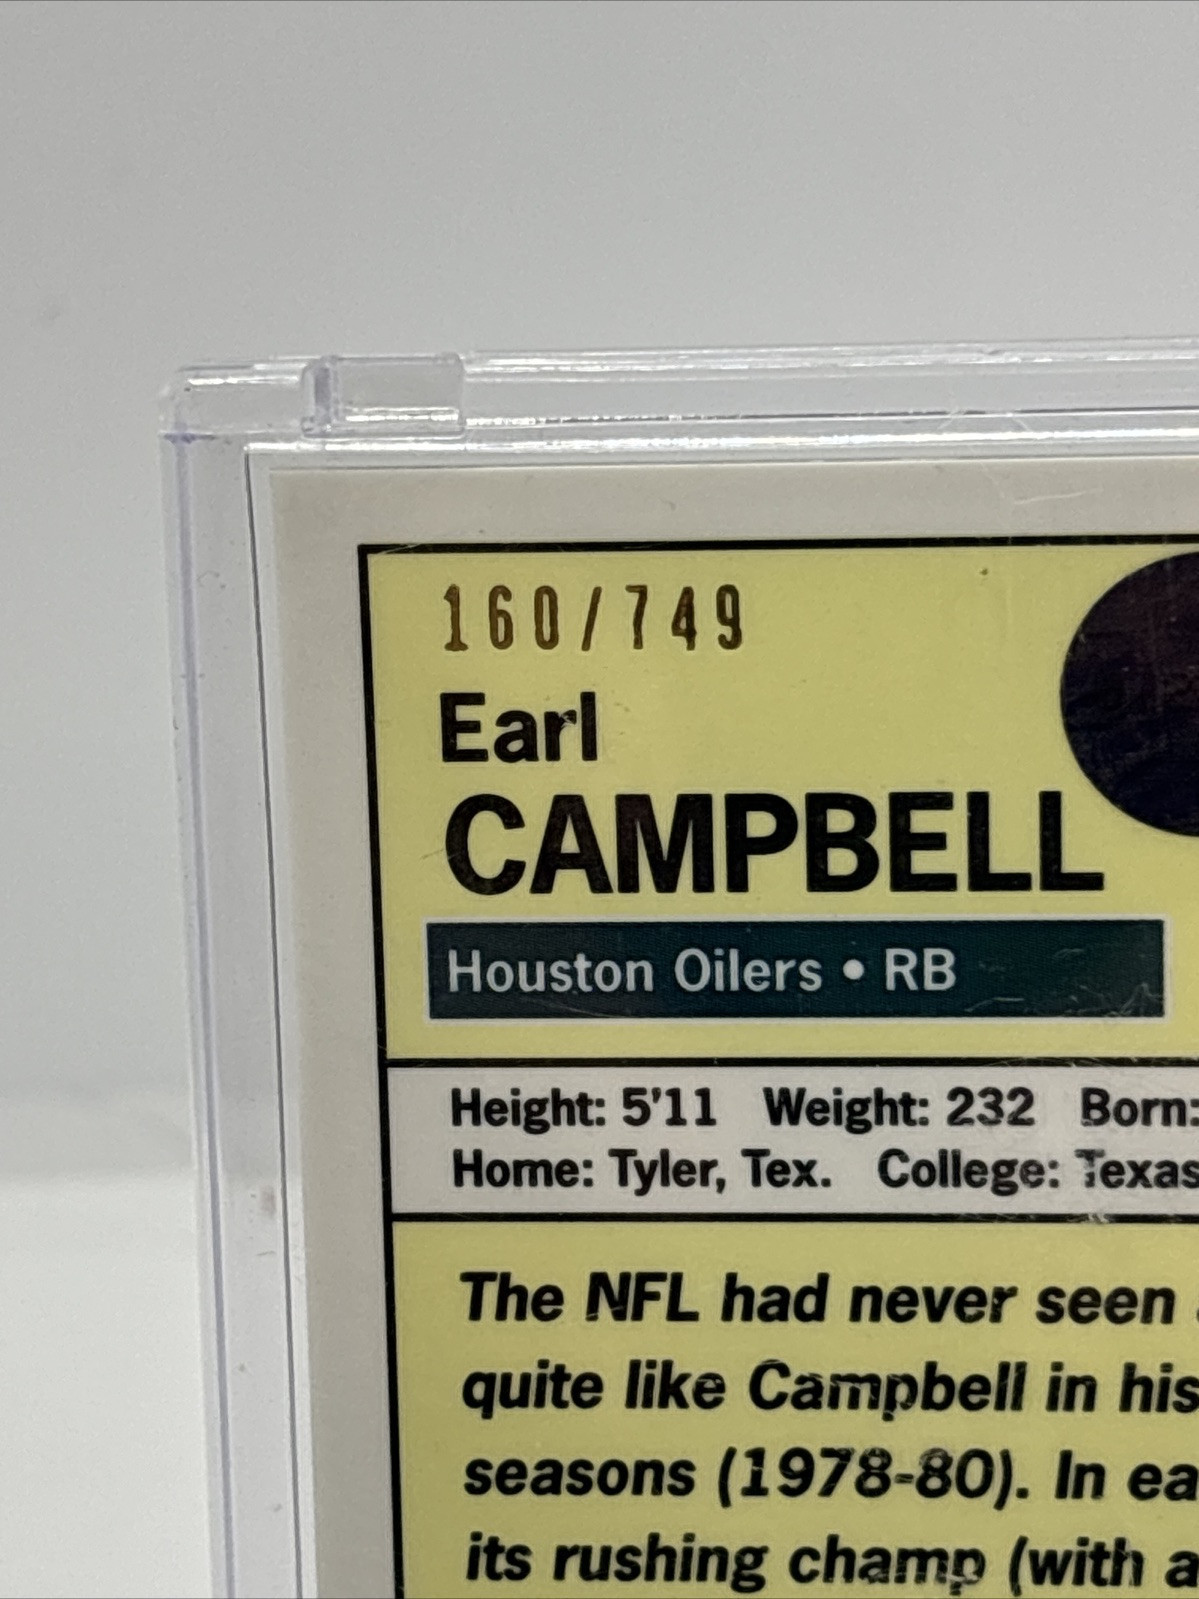 160/749
Earl
CAMPBELL
Houston Oilers • RB
Height: 5'11 Weight: 232 Born:
Home: Tyler, Tex. College: Texas
The NFL had never seen
quite like Campbell in his
seasons (1978-80). In ea
its rushing champ (with a